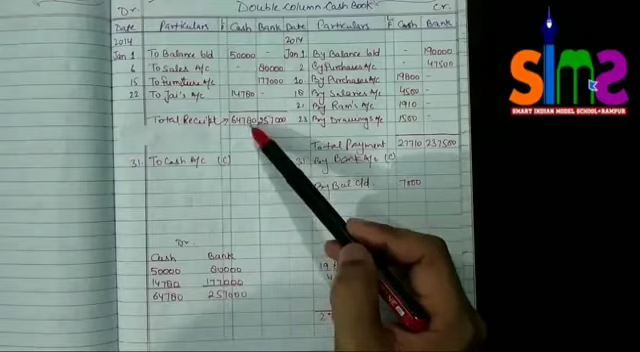 Double column Cash Book
Dr. Cr.
Date Particulars LF Cash Bank Date Particulars LF Cash Bank
2014 2014
Jan 1 To Balance b/d 50000 - Jan 1 By Balance b/d - 190000
6 To Sales A/c - 80000 2 By Purchases A/c - 47500
15 To Furniture A/c 177000 10 By Purchases A/c 19800 -
22 To Jai's A/c 14780 - 18 By Salaries A/c 4500 -
21 By Ram's A/c 1910 -
Total Receipt 64780 257000 23 By Drawings A/c 1500 -
Total Payment 27710 237500
31 To Cash A/c (C) 31 By Bank A/c (C)
By Bal c/d 7000
Dr.
Cash Bank
50000 80000
14780 177000
64780 257000
SIMS
INDIAN MODEL SCHOOL